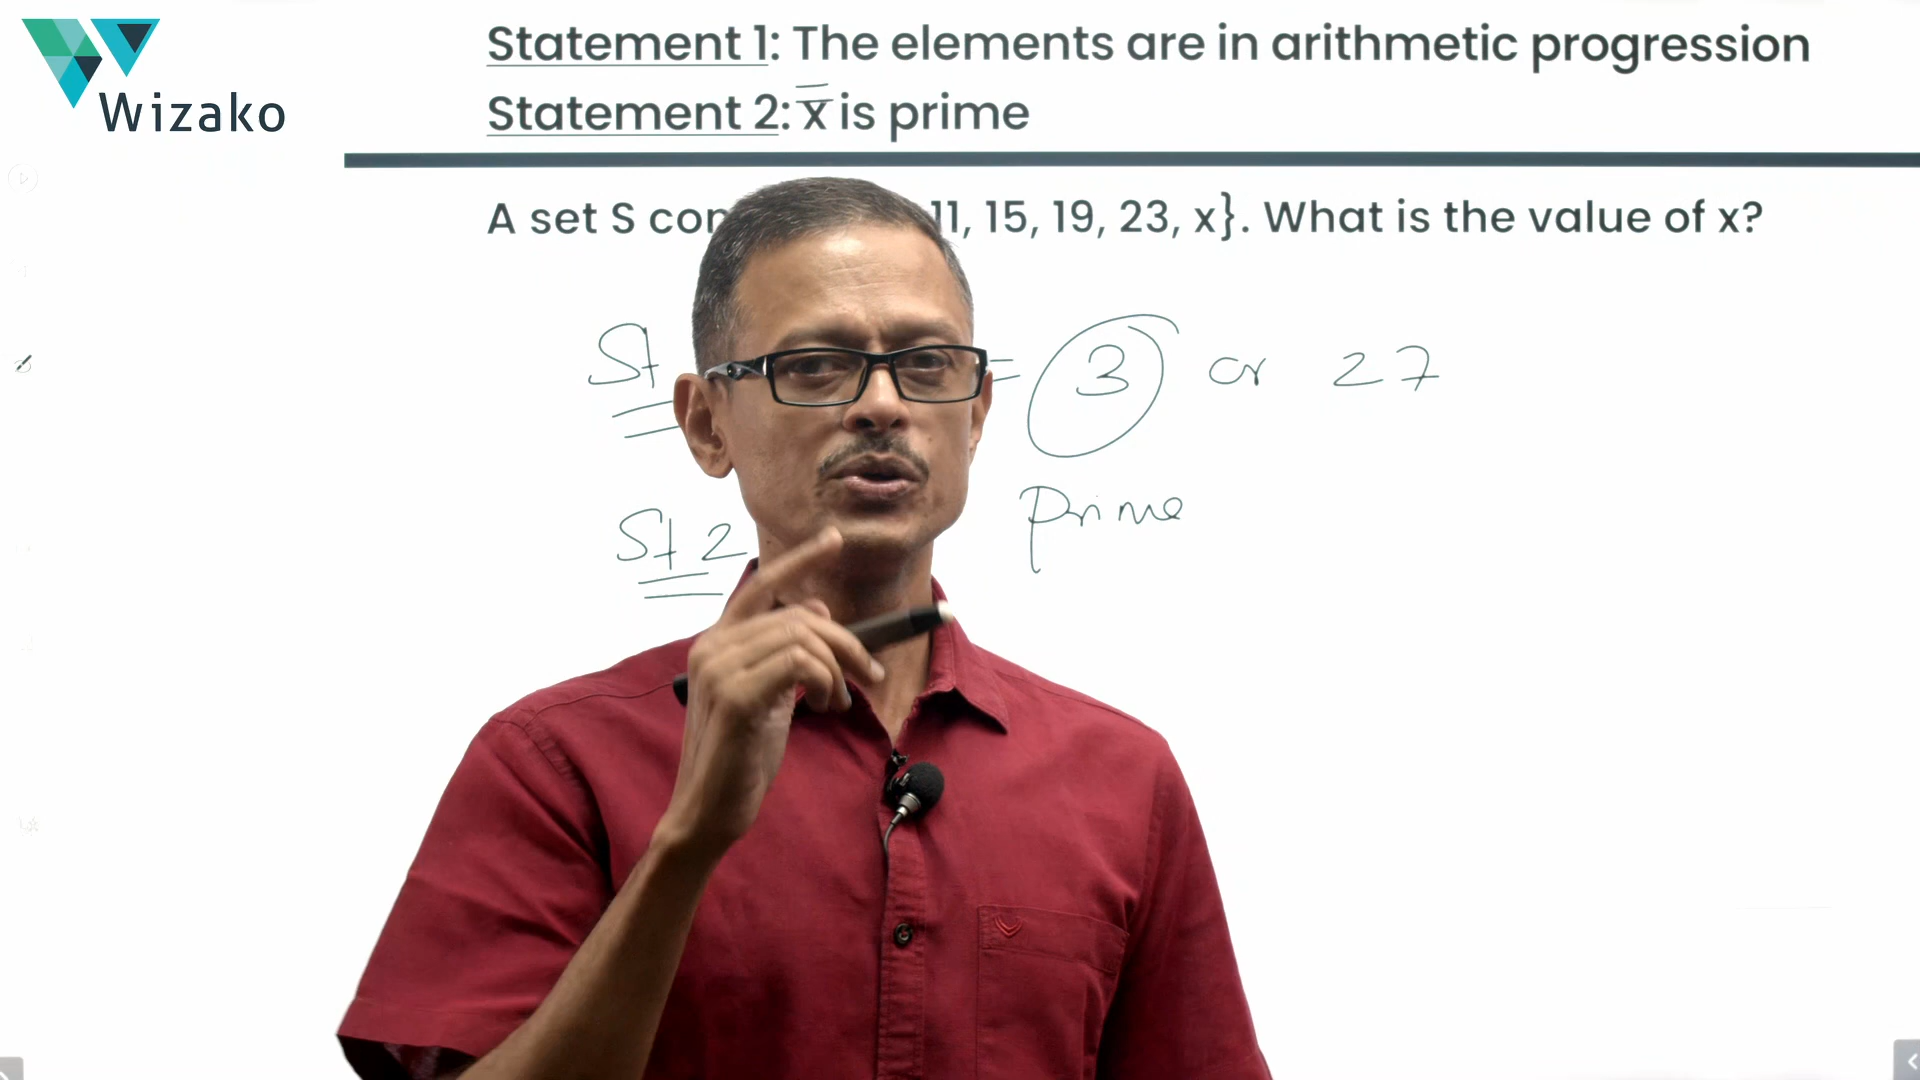 Wizako
Statement 1: The elements are in arithmetic progression
Statement 2: x is prime
A set S 11, 15, 19, 23, x}. What is the value of x?
St = 3 or 27
Prime
St 2